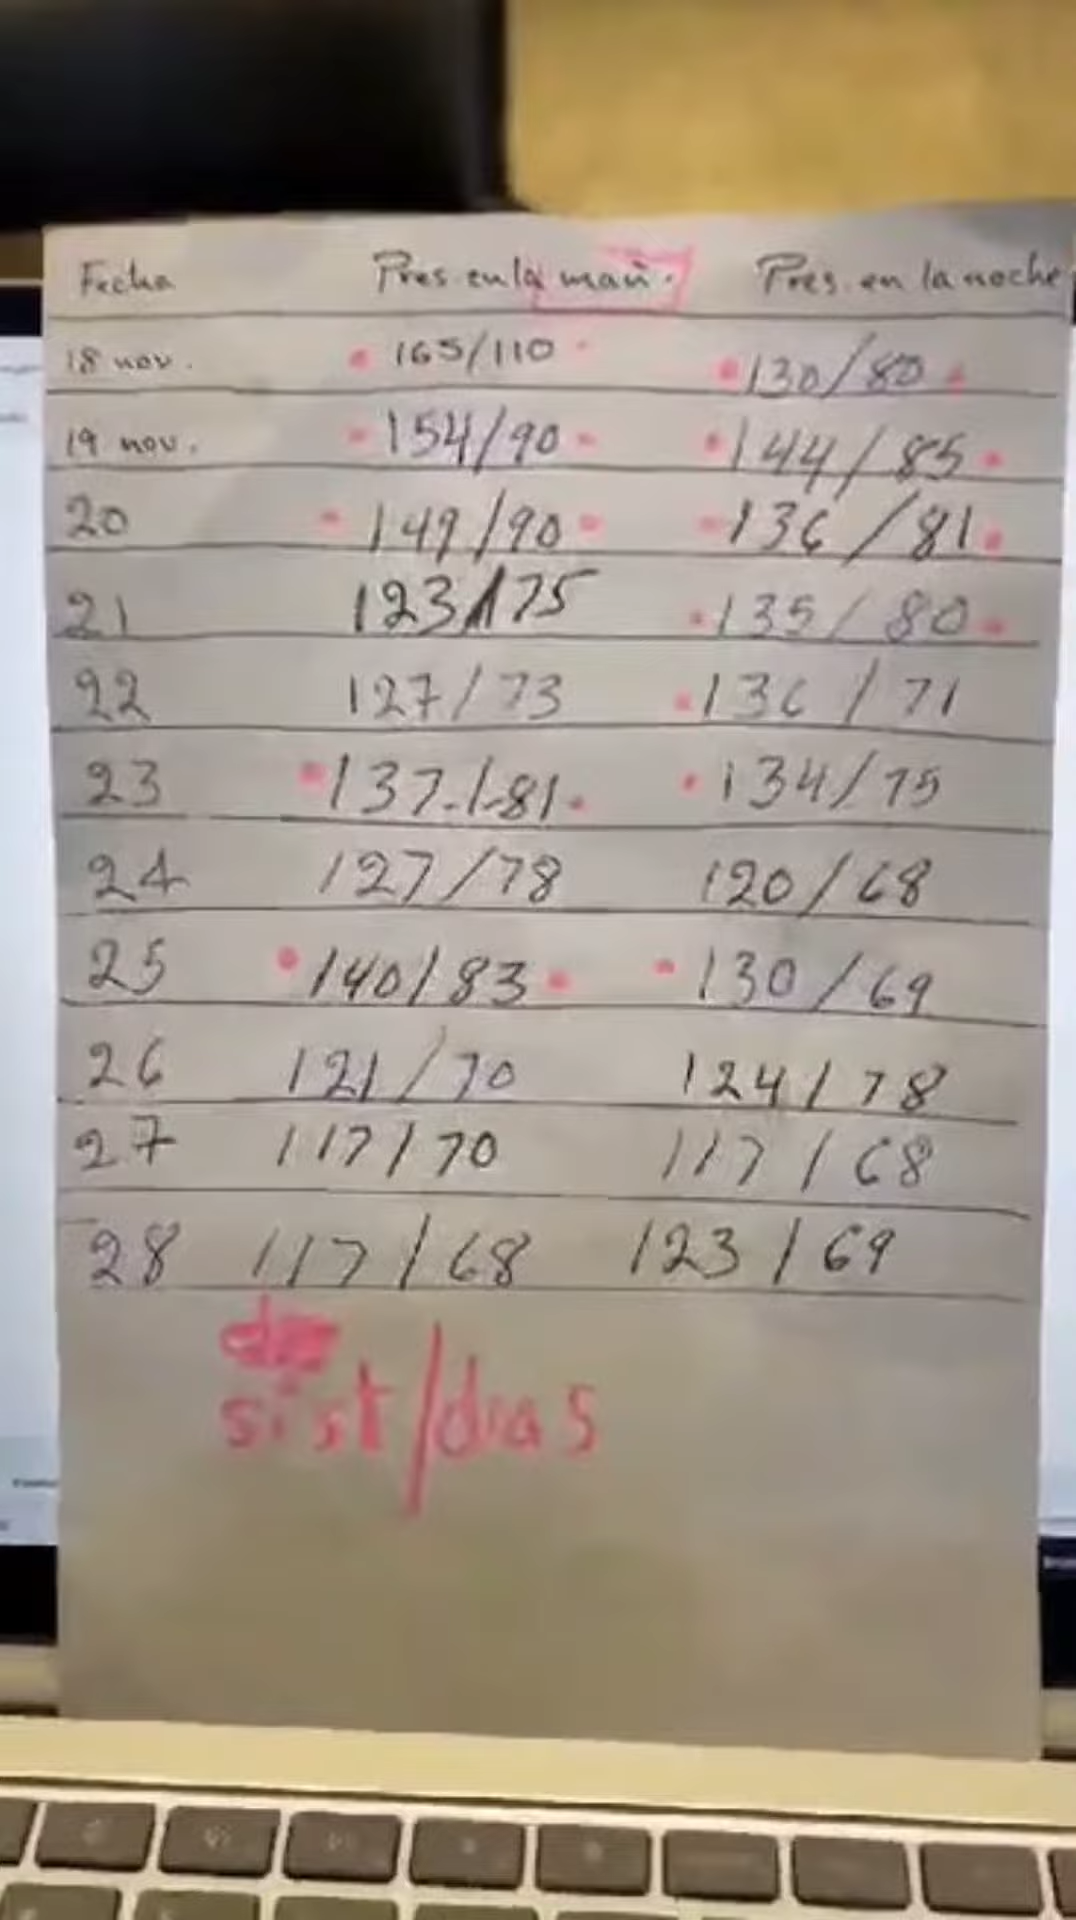 Fecha Pres. en la mañ. Pres. en la noche
18 nov. 165/110 130/80
19 nov. 154/90 144/85
20 149/90 136/81
21 123/75 135/80
22 127/73 136/71
23 137/81 134/75
24 127/78 120/68
25 140/83 130/69
26 121/70 124/78
27 117/70 117/68
28 117/68 123/69
sist/dias